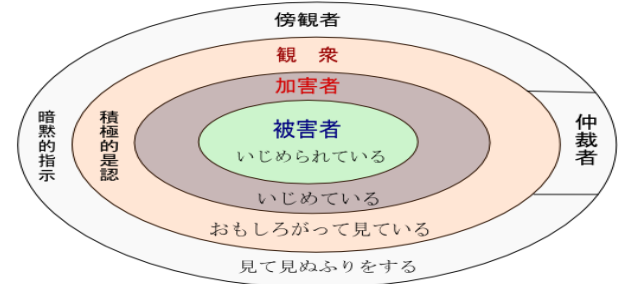 傍観者
観 衆
加害者
被害者
いじめられている
いじめている
おもしろがって見ている
見て見ぬふりをする
暗黙的指示
積極的是認
仲裁者